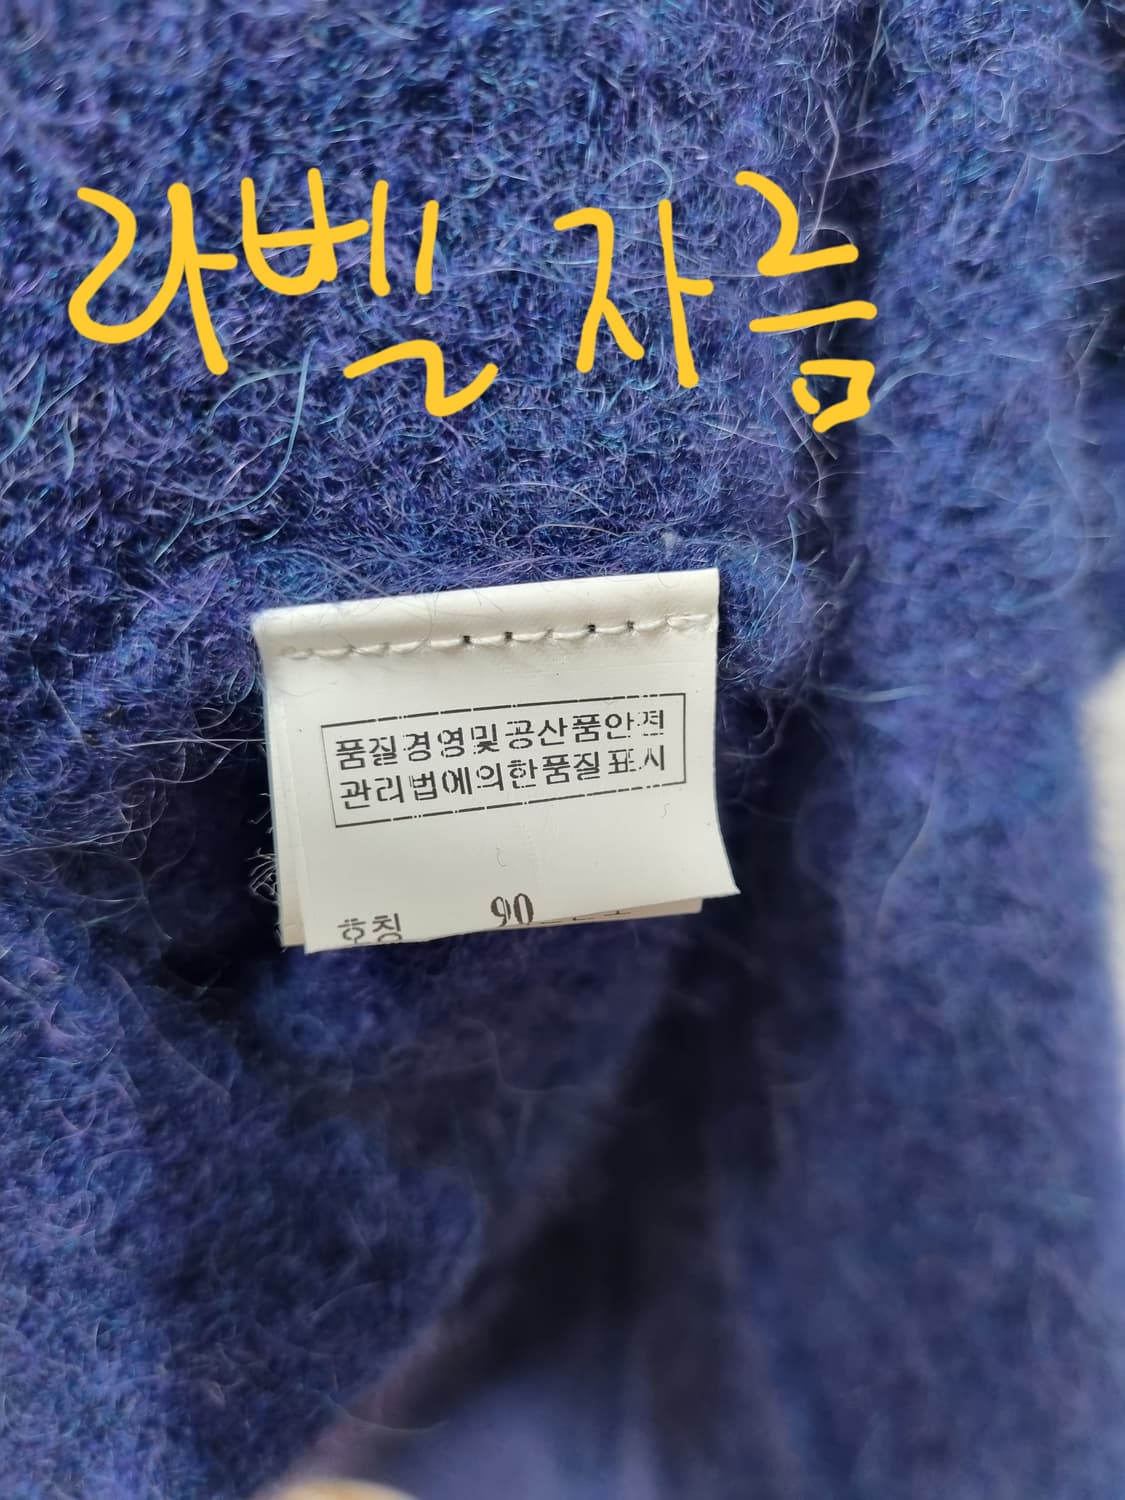 라벨 자름
품질경영및공산품안전
관리법에의한품질표시
호칭 90